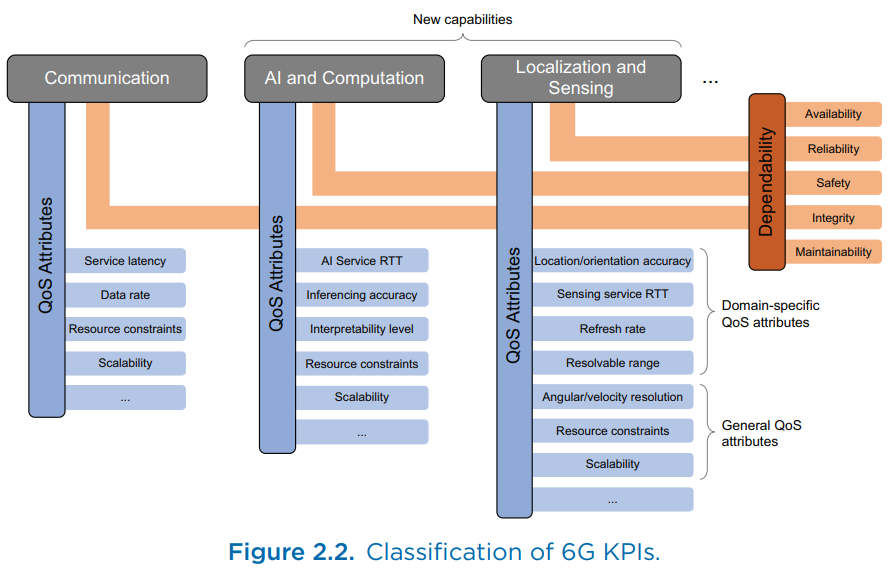 New capabilities
Communication
AI and Computation
Localization and
Sensing
...
QoS Attributes
Service latency
Data rate
Resource constraints
Scalability
...
QoS Attributes
AI Service RTT
Inferencing accuracy
Interpretability level
Resource constraints
Scalability
...
QoS Attributes
Location/orientation accuracy
Sensing service RTT
Refresh rate
Resolvable range
Angular/velocity resolution
Resource constraints
Scalability
...
Dependability
Availability
Reliability
Safety
Integrity
Maintainability
Domain-specific
QoS attributes
General QoS
attributes
Figure 2.2. Classification of 6G KPIs.